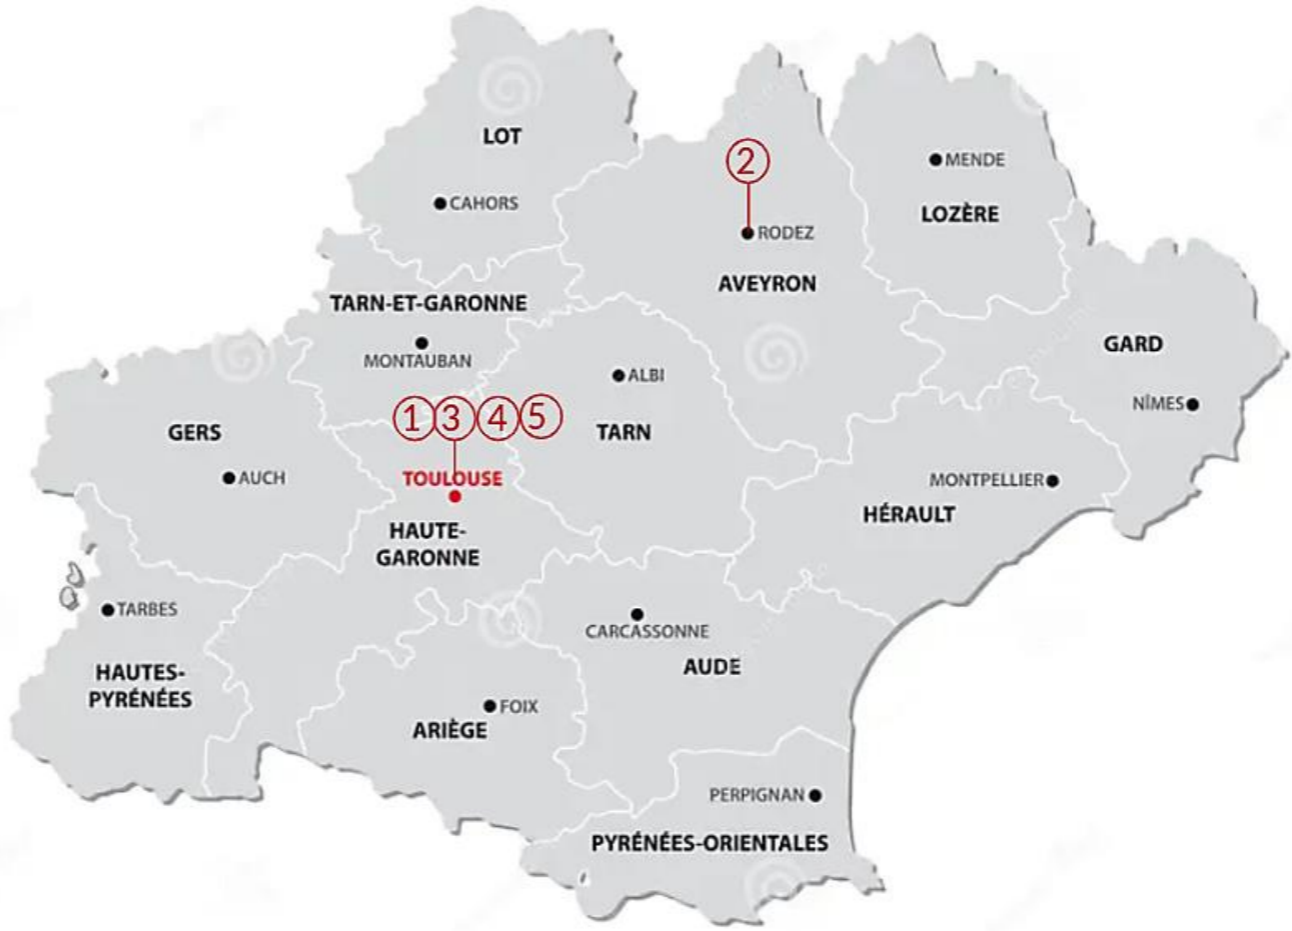 LOT
②
MENDE
CAHORS
LOZÈRE
RODEZ
AVEYRON
TARN-ET-GARONNE
MONTAUBAN
GARD
ALBI
NÎMES
① ③ ④ ⑤
GERS
TARN
AUCH
TOULOUSE
MONTPELLIER
HÉRAULT
HAUTE-
GARONNE
TARBES
CARCASSONNE
HAUTES-
PYRÉNÉES
AUDE
FOIX
ARIÈGE
PERPIGNAN
PYRÉNÉES-ORIENTALES